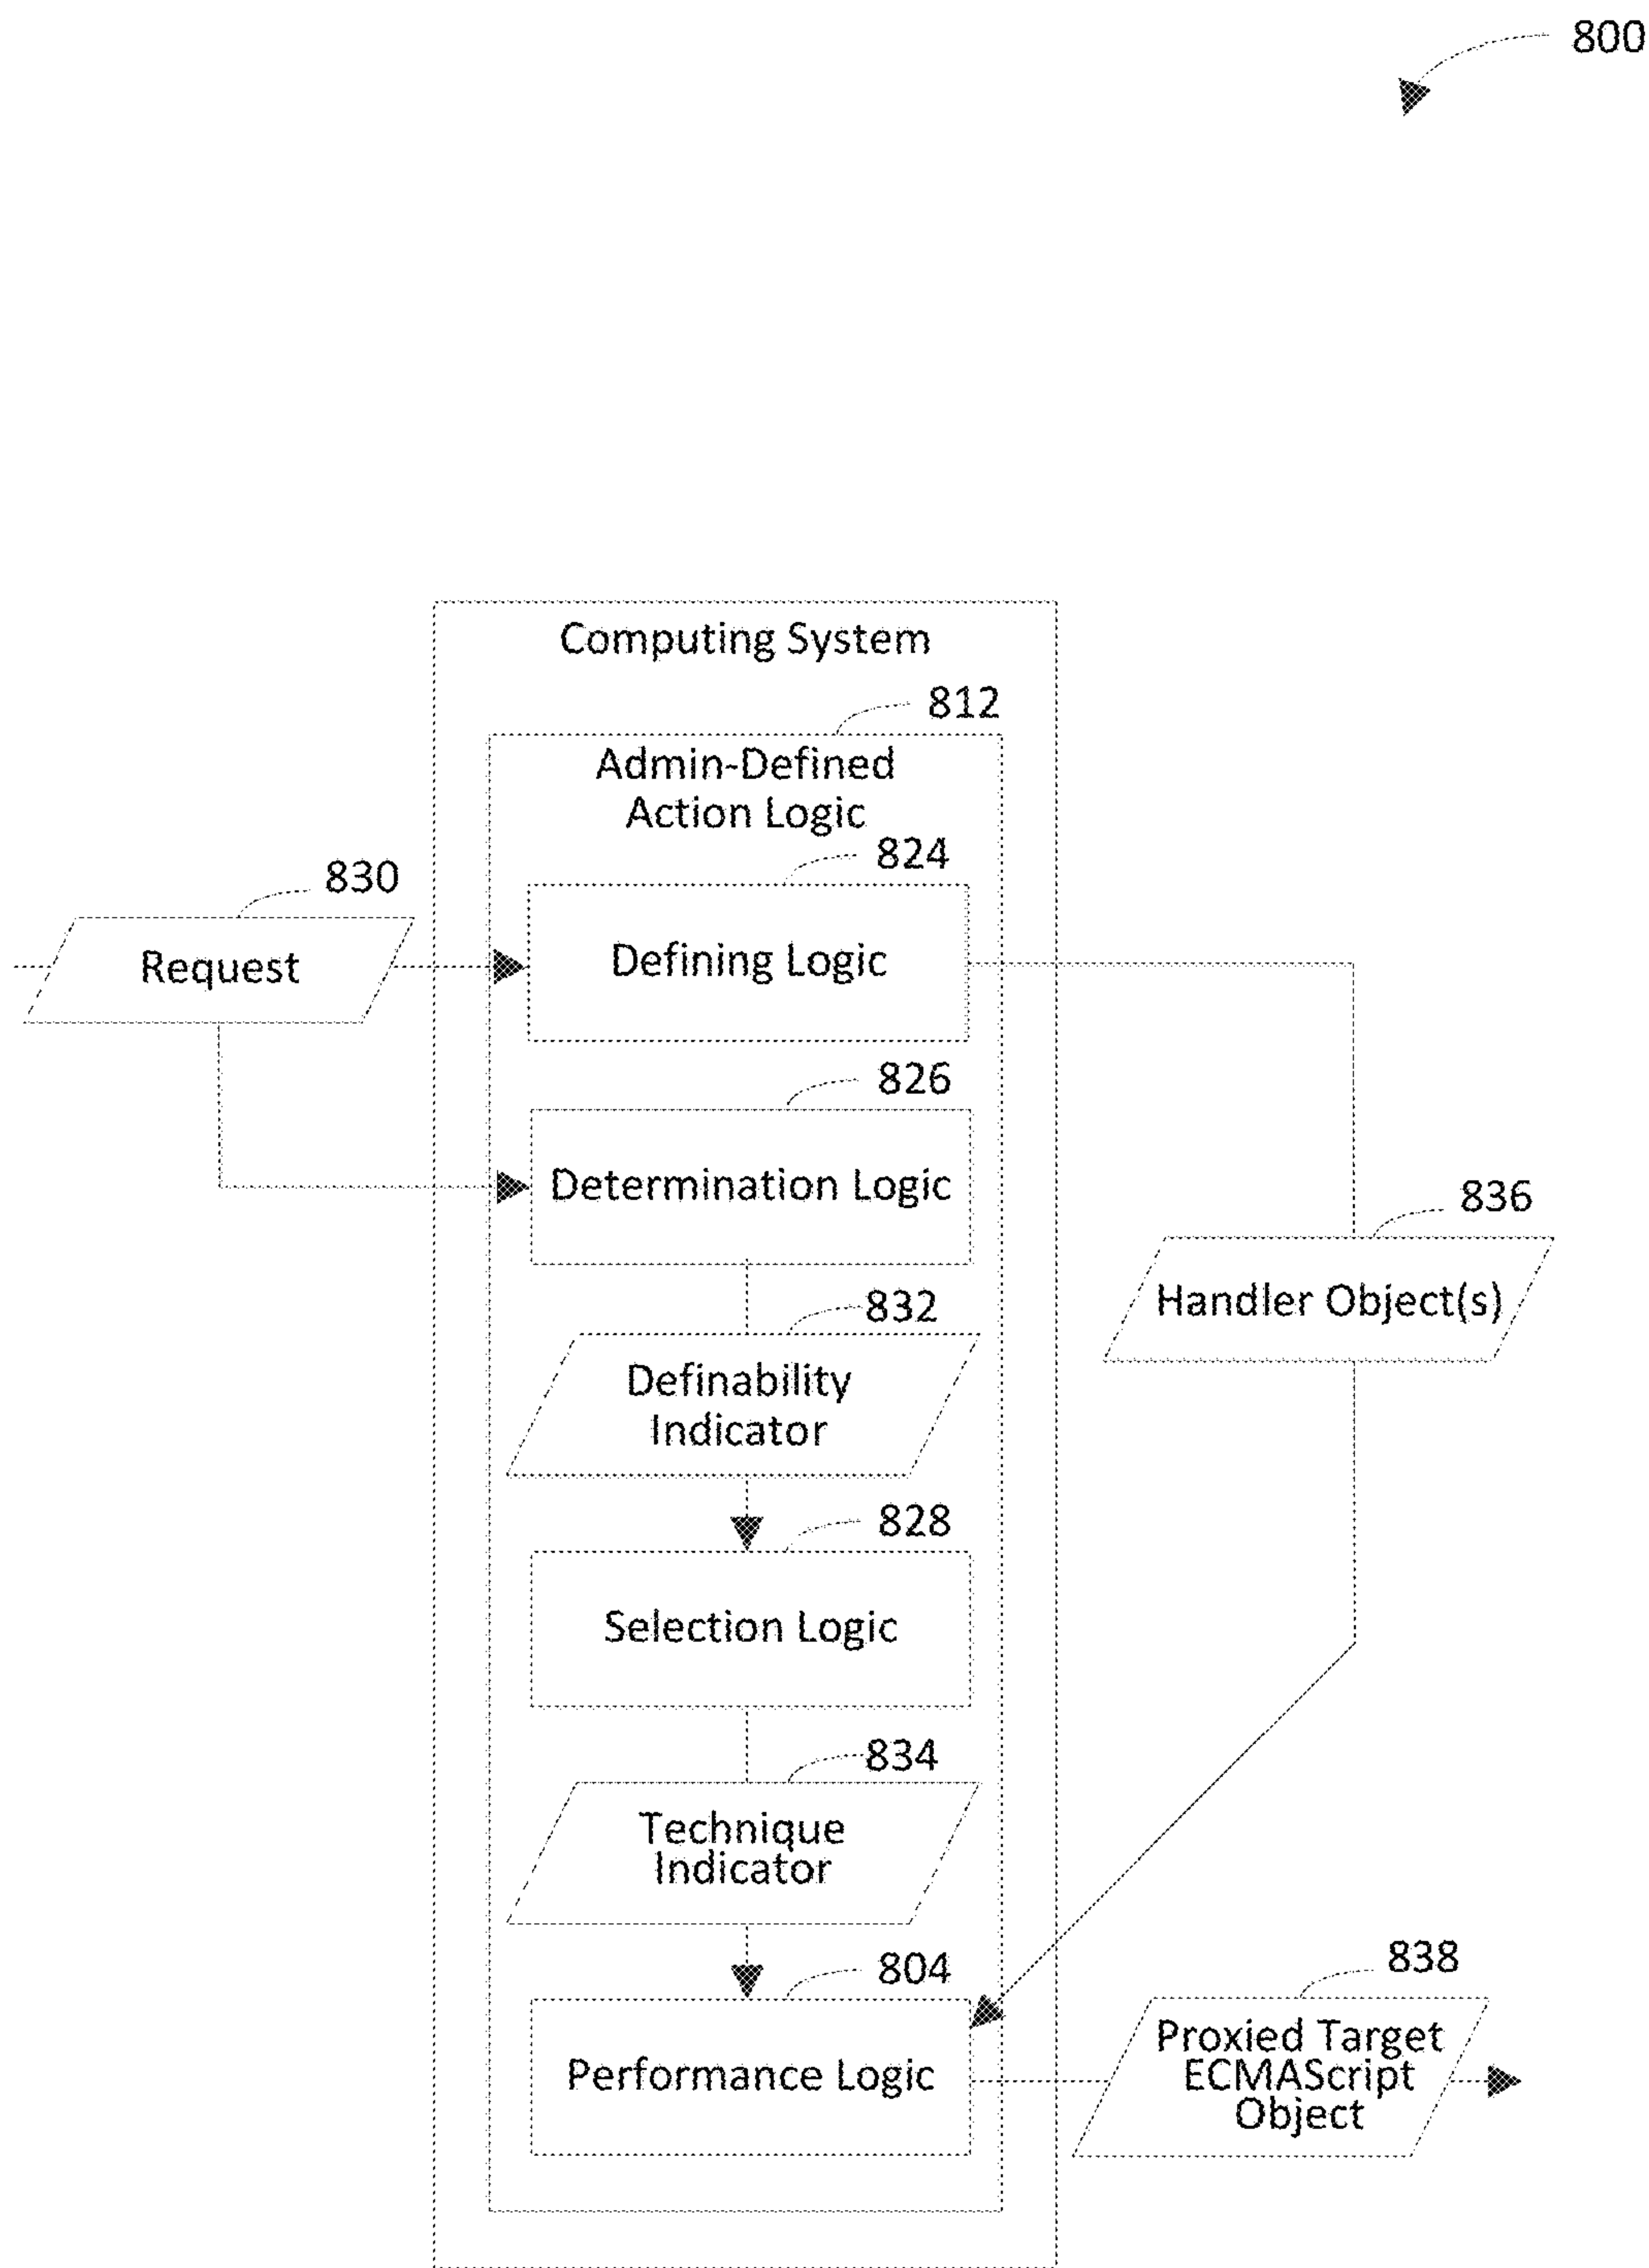 800
Computing System
812
Admin-Defined
Action Logic
824
830
Defining Logic
Request
826
Determination Logic
836
832
Handler Object(s)
Definability
Indicator
828
Selection Logic
834
Technique
Indicator
804
838
Performance Logic
Proxied Target
ECMAScript
Object